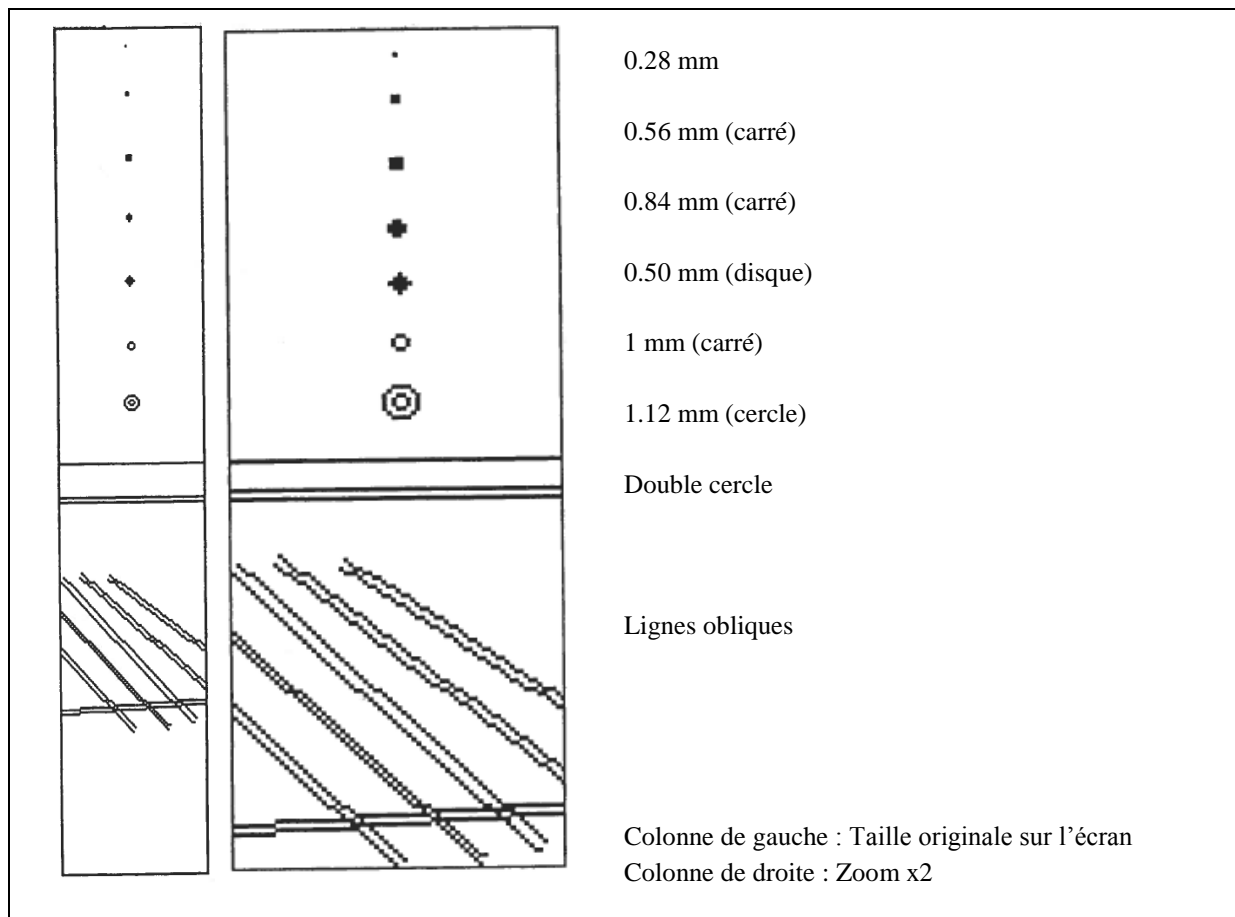 0.28 mm
0.56 mm (carré)
0.84 mm (carré)
0.50 mm (disque)
1 mm (carré)
1.12 mm (cercle)
Double cercle
Lignes obliques
Colonne de gauche : Taille originale sur l’écran
Colonne de droite : Zoom x2